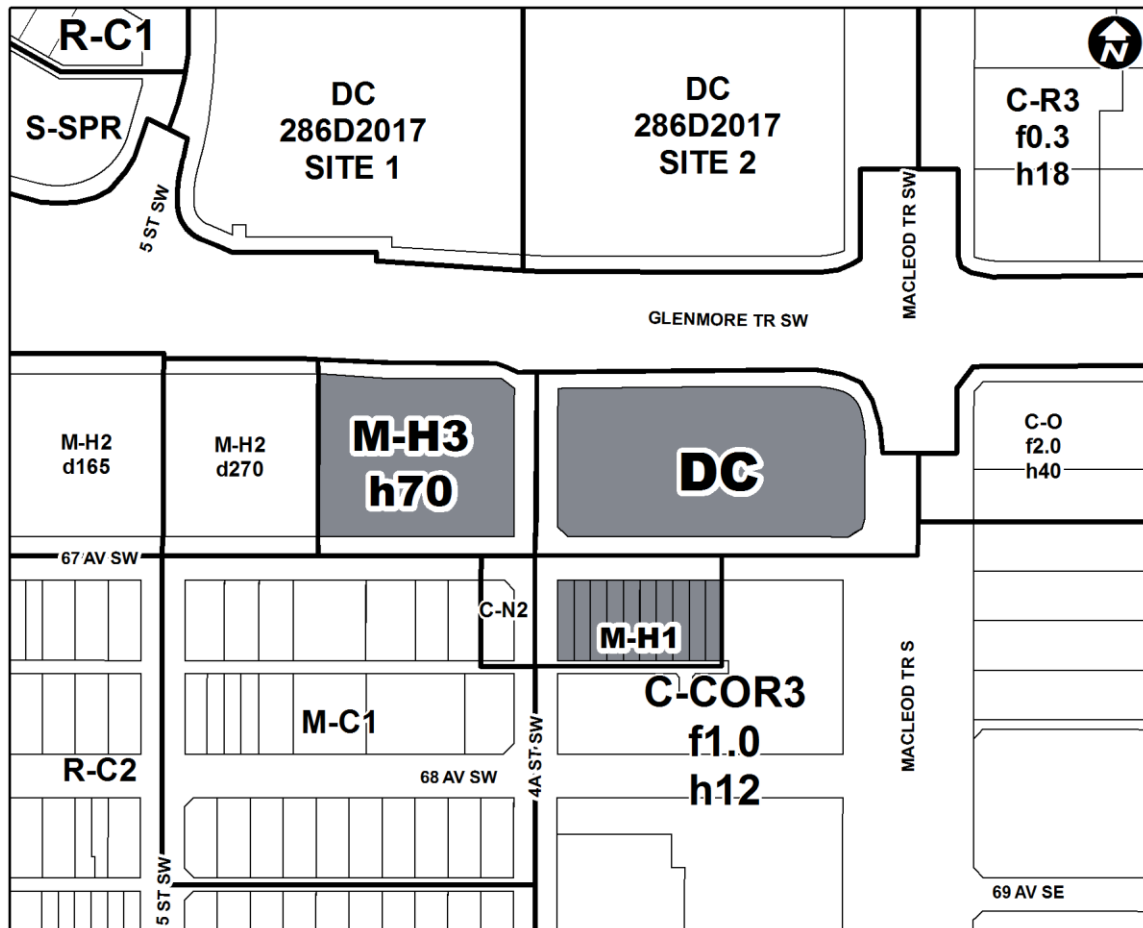 R-C1
S-SPR
DC
286D2017
SITE 1
DC
286D2017
SITE 2
C-R3
f0.3
h18
N
5 ST SW
MACLEOD TR SW
GLENMORE TR SW
M-H2
d165
M-H2
d270
M-H3
h70
DC
C-O
f2.0
h40
67 AV SW
C-N2
M-H1
C-COR3
f1.0
h12
M-C1
R-C2
68 AV SW
4A ST SW
MACLEOD TR S
5 ST SW
69 AV SE